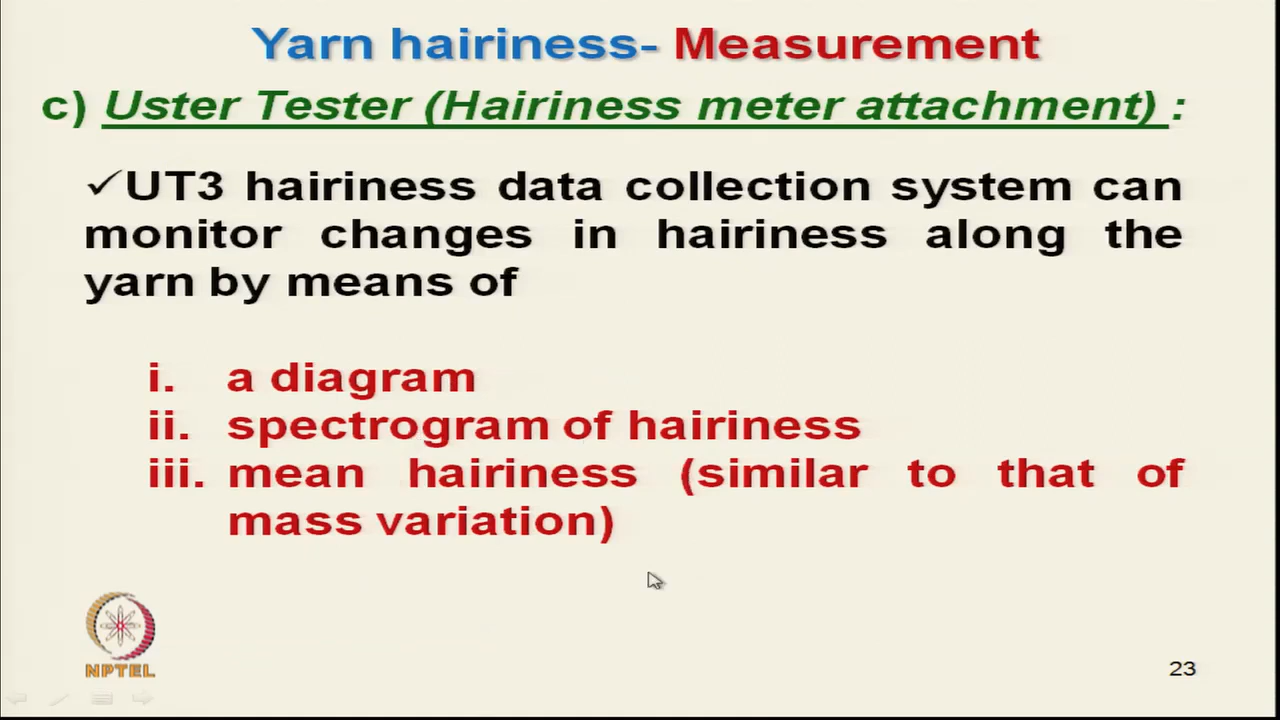 Yarn hairiness- Measurement
c) Uster Tester (Hairiness meter attachment) :
✓UT3 hairiness data collection system can
monitor changes in hairiness along the
yarn by means of
i. a diagram
ii. spectrogram of hairiness
iii. mean hairiness (similar to that of
mass variation)
NPTEL
23